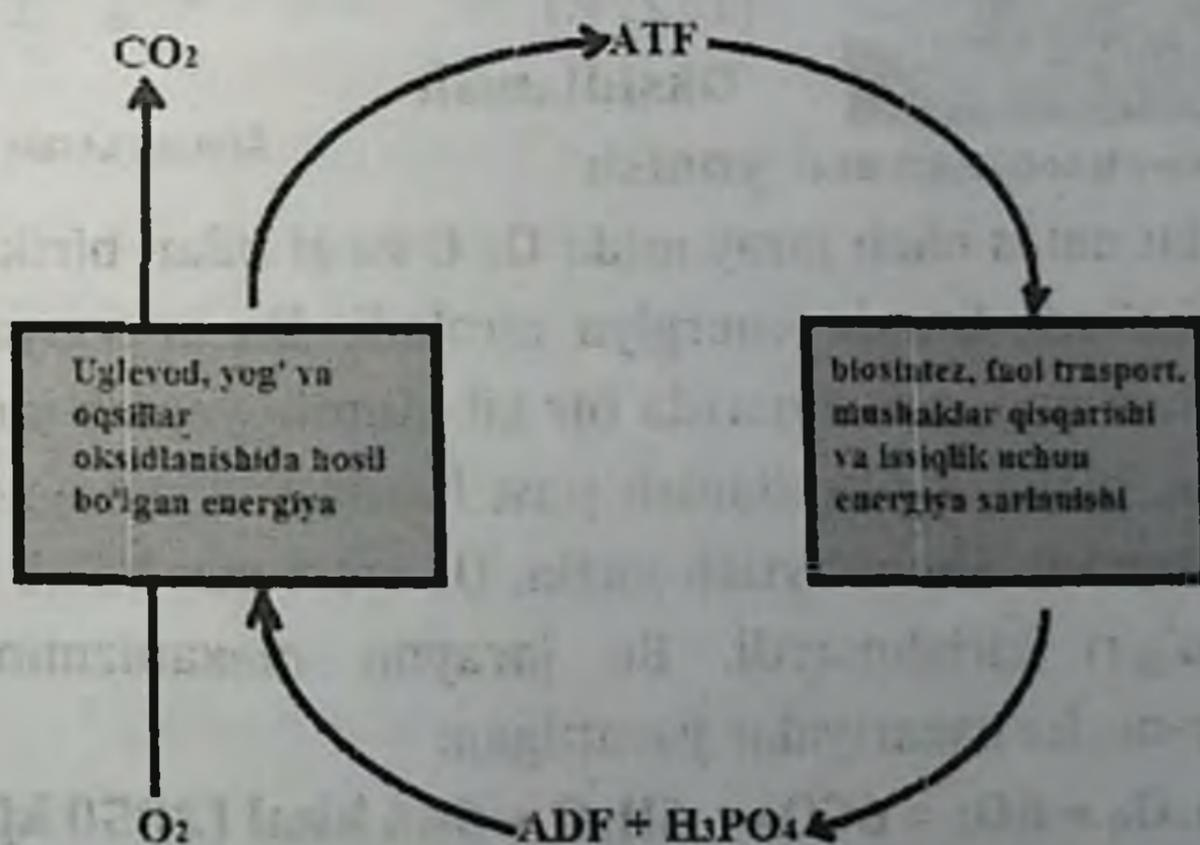 CO₂
ATF
Uglevod, yog' va
oqsillar
oksidlanishida hosil
bo'lgan energiya
biosintez, faol trasport.
mushaklar qisqarishi
va issiqlik uchun
energiya sarlanishi
O₂
ADF + H₃PO₄